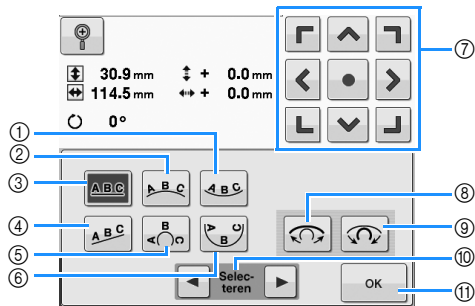 30.9 mm + 0.0 mm
114.5 mm + 0.0 mm
0°
⑦
①
②
③ ABC ABC ABC
⑧
④ ABC ABC ABC
⑨
⑤
⑥
⑩
Selec-
teren
OK
⑪